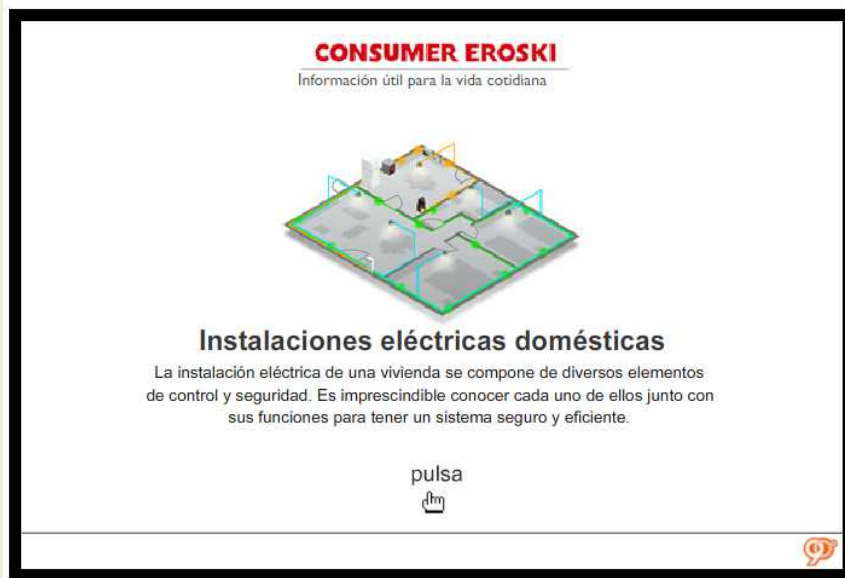 CONSUMER EROSKI
Información útil para la vida cotidiana
Instalaciones eléctricas domésticas
La instalación eléctrica de una vivienda se compone de diversos elementos
de control y seguridad. Es imprescindible conocer cada uno de ellos junto con
sus funciones para tener un sistema seguro y eficiente.
pulsa